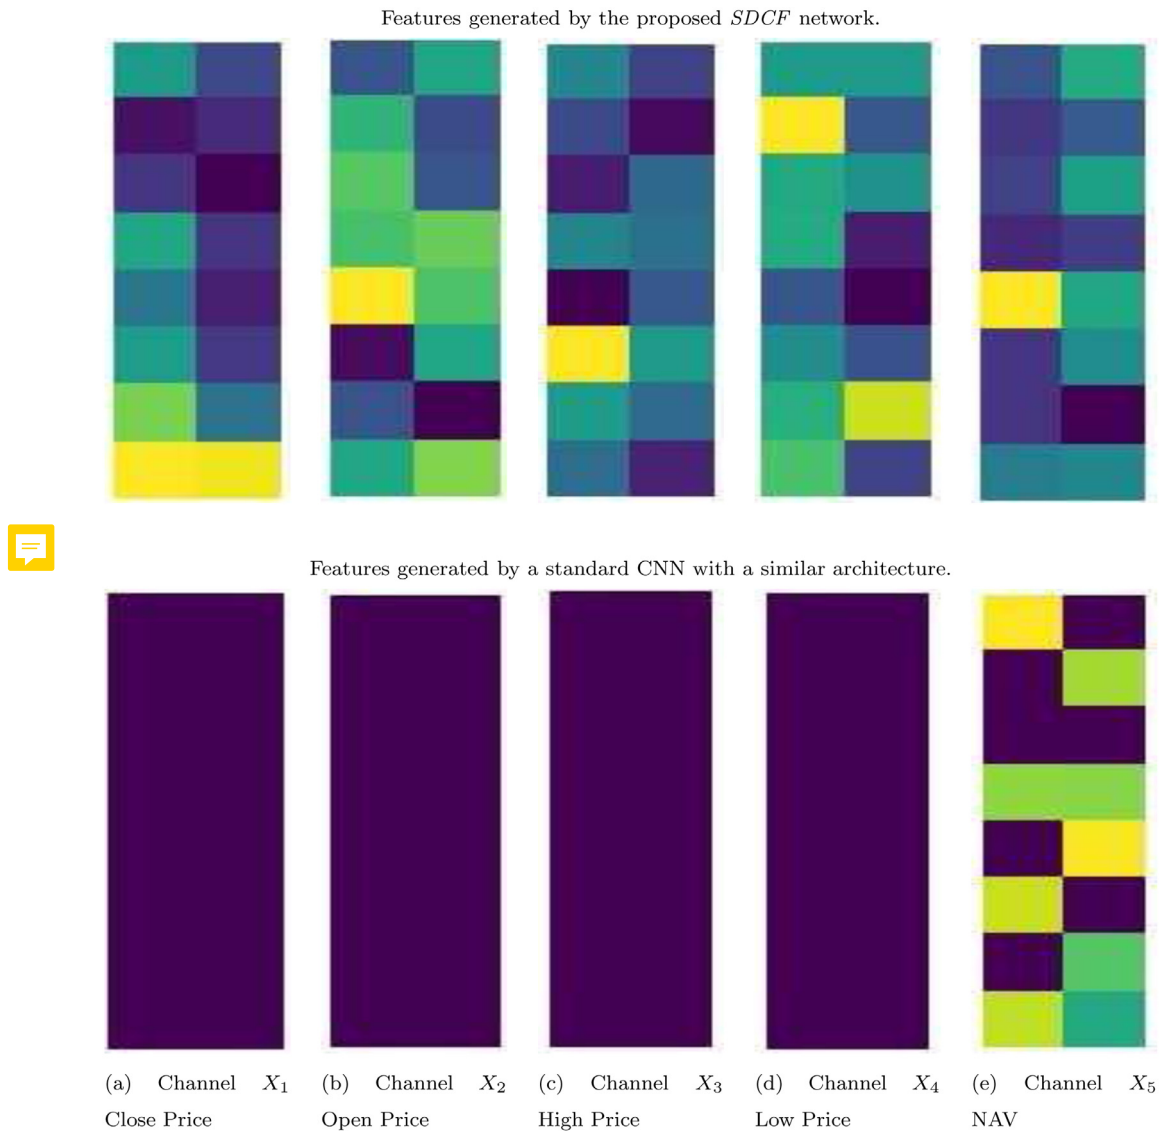 Features generated by the proposed SDCF network.
Features generated by a standard CNN with a similar architecture.
(a) Channel X1
Close Price
(b) Channel X2
Open Price
(c) Channel X3
High Price
(d) Channel X4
Low Price
(e) Channel X5
NAV